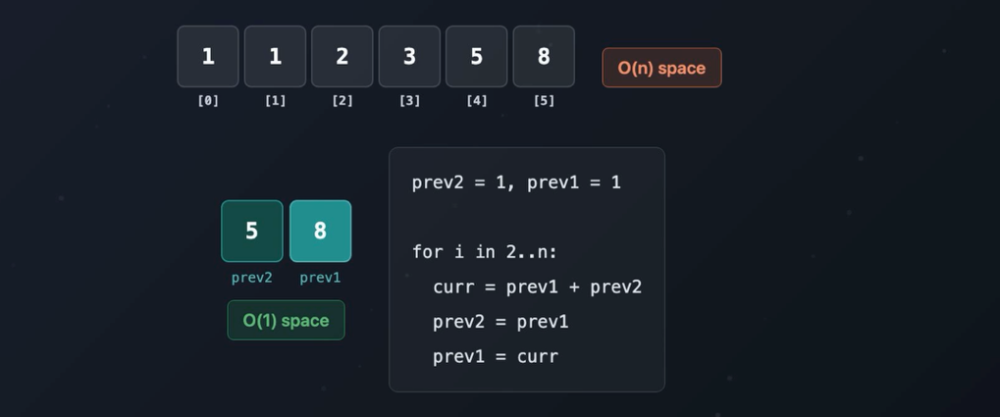 1 1 2 3 5 8
O(n) space
[0] [1] [2] [3] [4] [5]
prev2 = 1, prev1 = 1
for i in 2..n:
curr = prev1 + prev2
prev2 = prev1
prev1 = curr
5 8
prev2 prev1
O(1) space